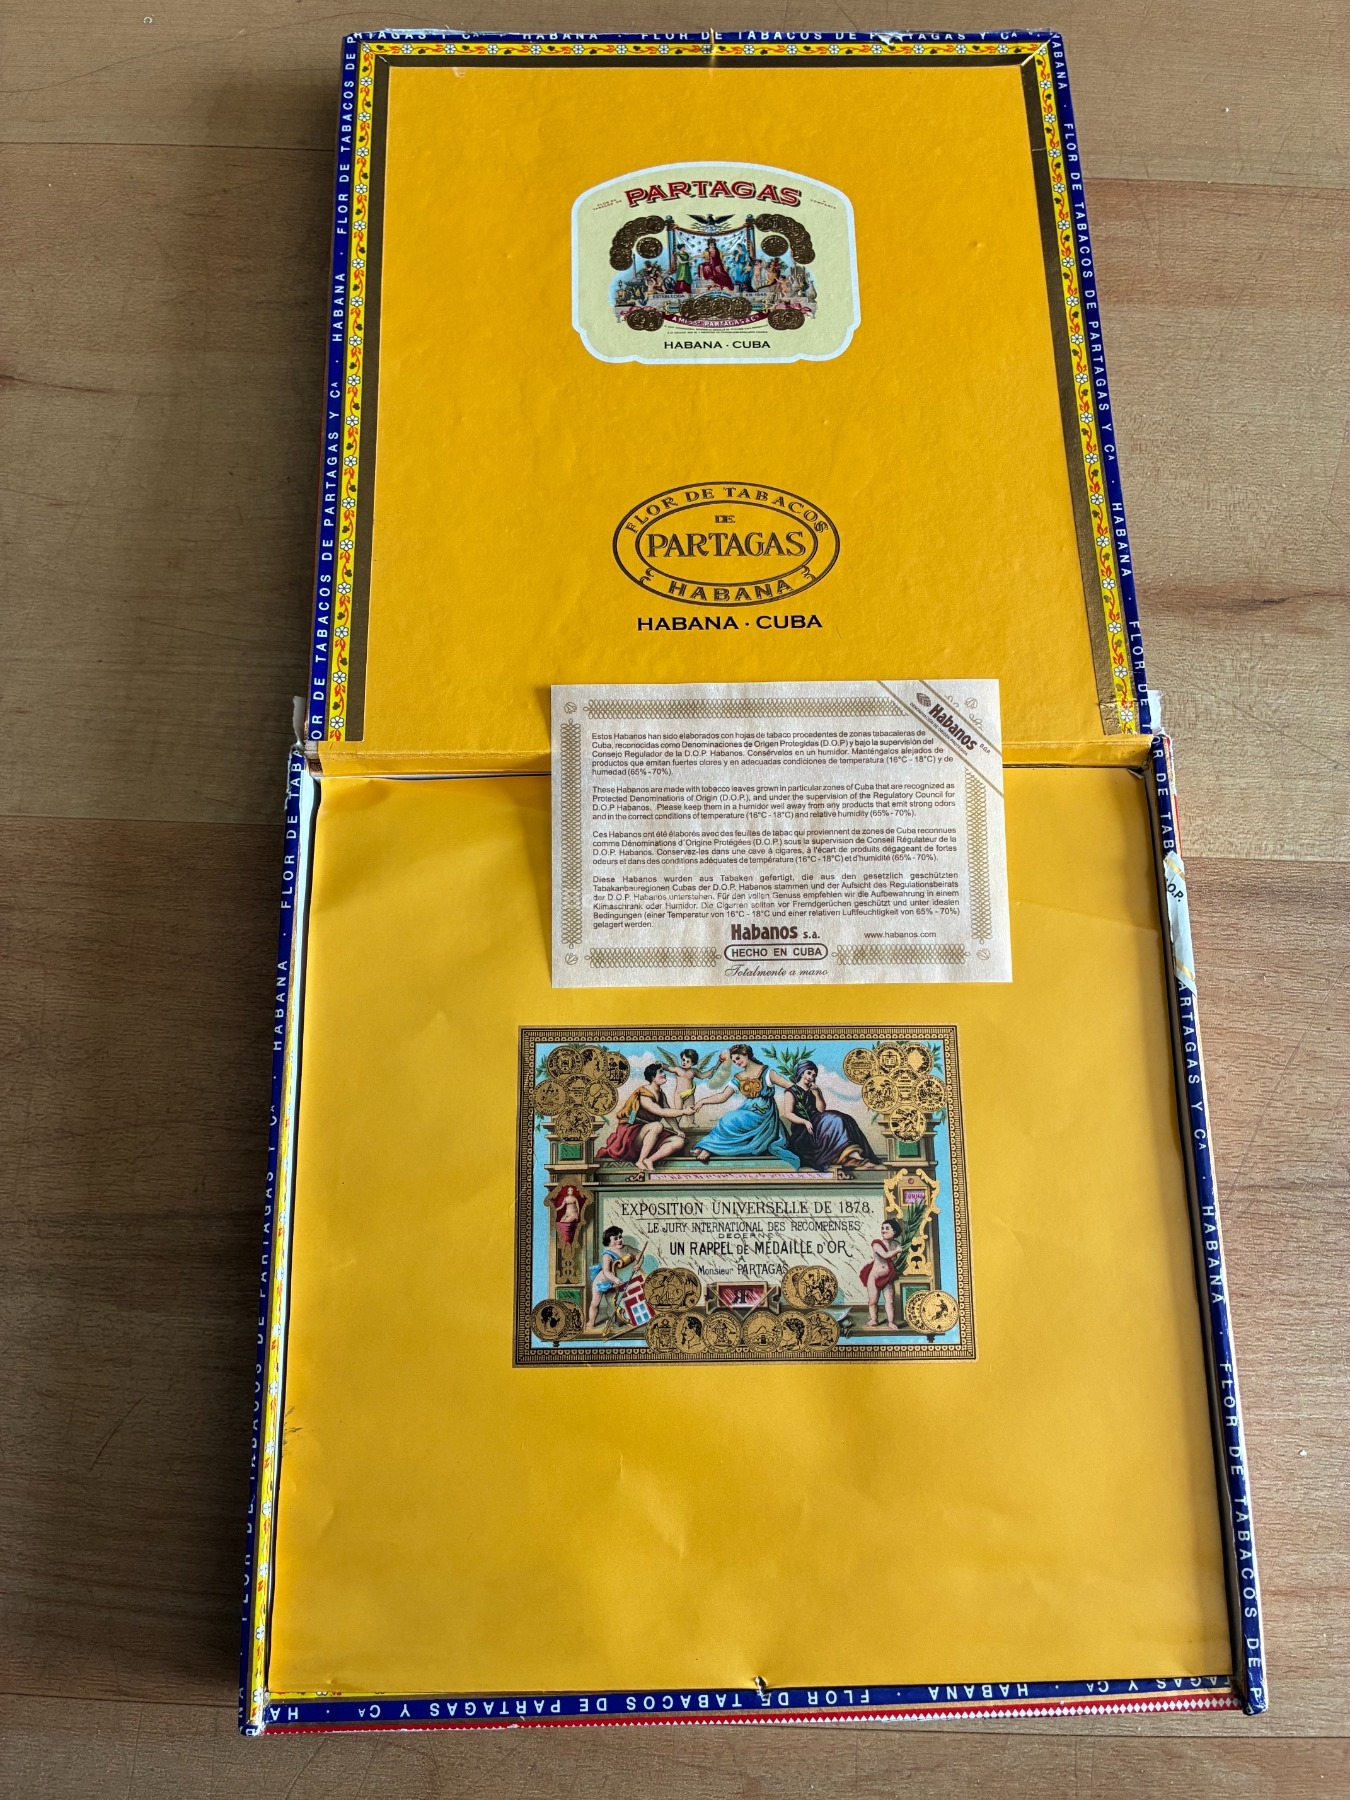 FLOR DE TABACOS DE PARTAGAS Y Cª · HABANA
PARTAGAS
HABANA · CUBA
FLOR DE TABACOS
DE
PARTAGAS
HABANA
HABANA · CUBA
Habanos
Estos Habanos han sido elaborados con hojas de tabaco procedentes de zonas tabacaleras de
Cuba, reconocidas como Denominaciones de Origen Protegidas (D.O.P) y bajo la supervisión del
Consejo Regulador de la D.O.P Habanos. Consérvelos en un humidor. Manténgalos alejados de
productos que emitan fuertes olores y en adecuadas condiciones de temperatura (16°C - 18°C) y de
humedad (65% - 70%).
These Habanos are made with tobacco leaves grown in particular zones of Cuba that are recognized as
Protected Denominations of Origin (D.O.P.), and under the supervision of the Regulatory Council for
D.O.P Habanos. Please keep them in a humidor well away from any products that emit strong odors
and in the correct conditions of temperature (16°C - 18°C) and relative humidity (65% - 70%).
Ces Habanos ont été élaborés avec des feuilles de tabac qui proviennent de zones de Cuba reconnues
comme Dénominations d'Origine Protégées (D.O.P.) sous la supervision de Conseil Régulateur de la
D.O.P. Habanos. Conservez-les dans une cave à cigares, à l'écart de produits dégageant de fortes
odeurs et dans des conditions adéquates de température (16°C - 18°C) et d'humidité (65% - 70%).
Diese Habanos wurden aus Tabaken gefertigt, die aus den gesetzlich geschützten
Tabakanbauregionen Cubas der D.O.P. Habanos stammen und der Aufsicht des Regulationsbeirats
der D.O.P. Habanos unterstehen. Für den vollen Genuss empfehlen wir die Aufbewahrung in einem
Klimaschrank oder Humidor. Die Cigarren sollten vor Fremdgerüchen geschützt und unter idealen
Bedingungen (einer Temperatur von 16°C - 18°C und einer relativen Luftfeuchtigkeit von 65% - 70%)
gelagert werden.
Habanos s.a.
www.habanos.com
HECHO EN CUBA
Totalmente a mano
O.P.
EXPOSITION UNIVERSELLE DE 1878.
LE JURY INTERNATIONAL DES RECOMPENSES
DECERNE
UN RAPPEL DE MEDAILLE D'OR
A
Monsieur PARTAGAS
HABANA · FLOR DE TABACOS DE PARTAGAS Y Cª